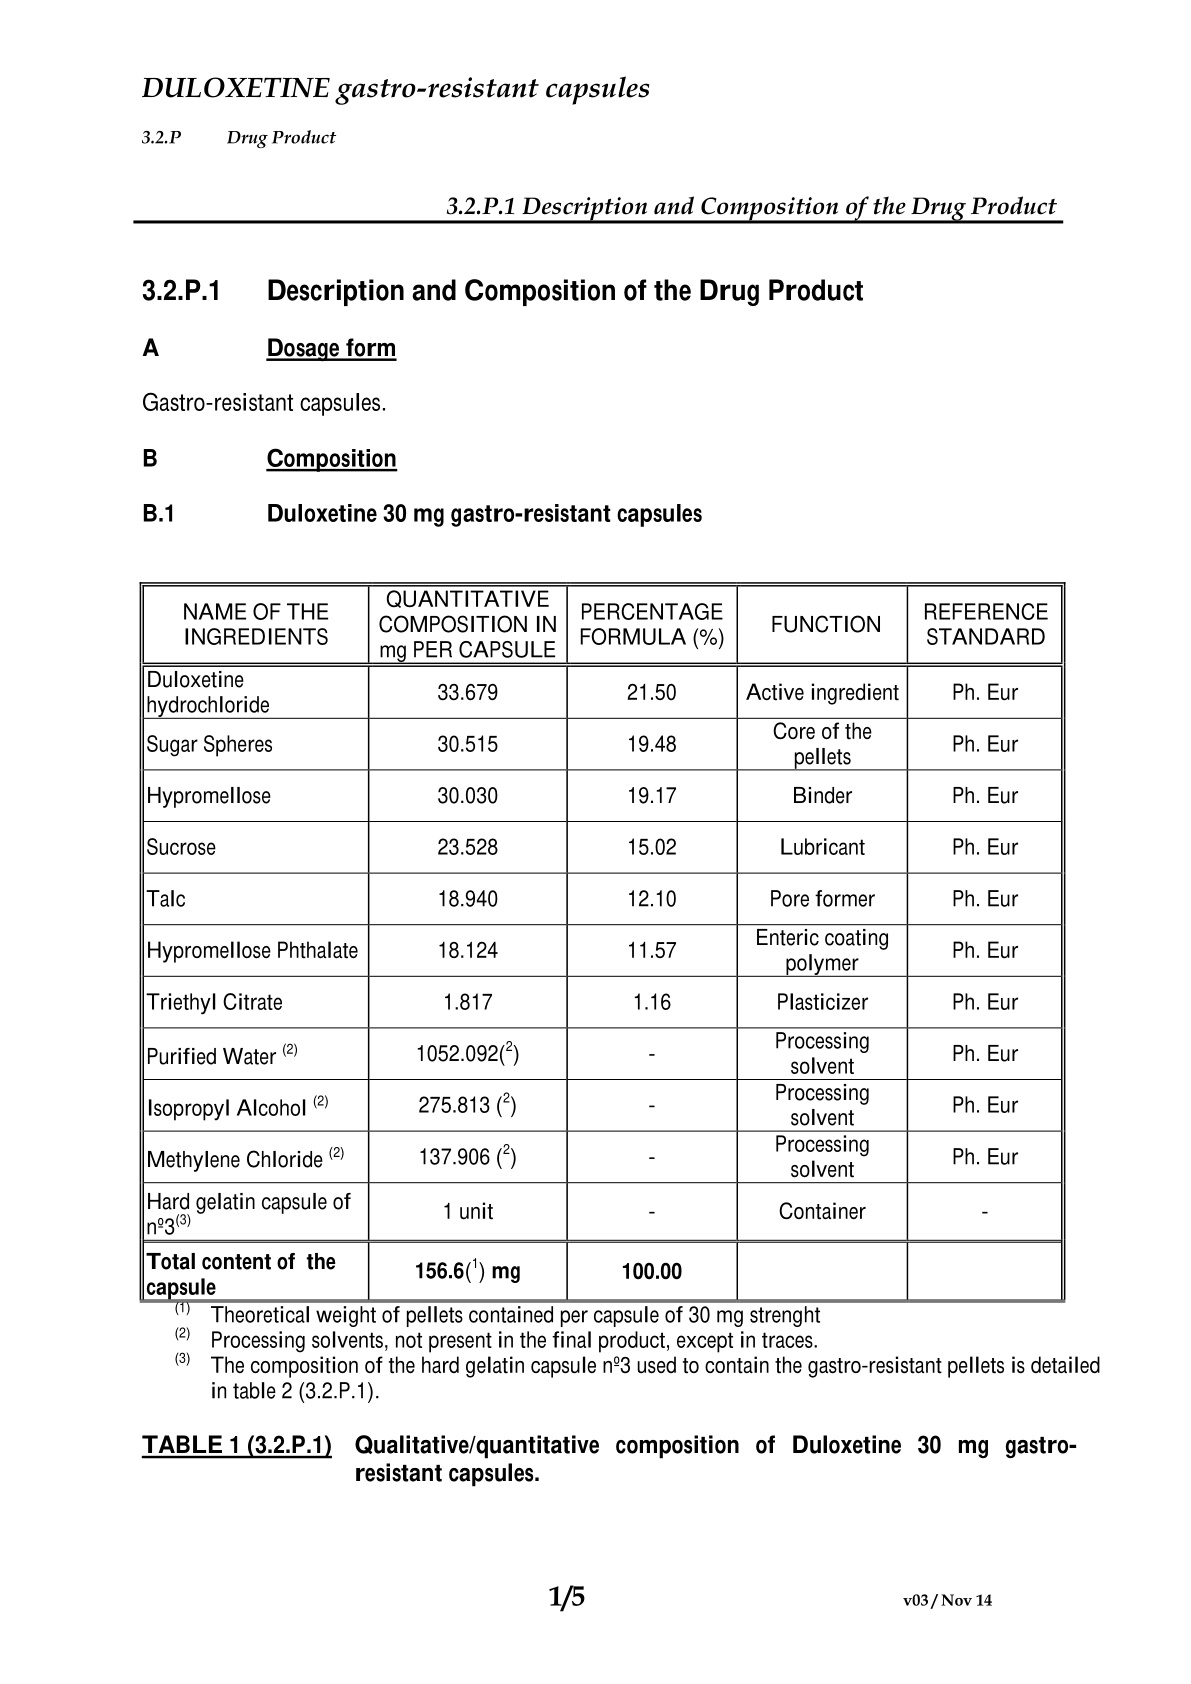 DULOXETINE gastro-resistant capsules
3.2.P Drug Product
3.2.P.1 Description and Composition of the Drug Product
3.2.P.1 Description and Composition of the Drug Product
A Dosage form
Gastro-resistant capsules.
B Composition
B.1 Duloxetine 30 mg gastro-resistant capsules
NAME OF THE INGREDIENTS QUANTITATIVE COMPOSITION IN mg PER CAPSULE PERCENTAGE FORMULA (%) FUNCTION REFERENCE STANDARD
Duloxetine hydrochloride 33.679 21.50 Active ingredient Ph. Eur
Sugar Spheres 30.515 19.48 Core of the pellets Ph. Eur
Hypromellose 30.030 19.17 Binder Ph. Eur
Sucrose 23.528 15.02 Lubricant Ph. Eur
Talc 18.940 12.10 Pore former Ph. Eur
Hypromellose Phthalate 18.124 11.57 Enteric coating polymer Ph. Eur
Triethyl Citrate 1.817 1.16 Plasticizer Ph. Eur
Purified Water (2) 1052.092(2) - Processing solvent Ph. Eur
Isopropyl Alcohol (2) 275.813 (2) - Processing solvent Ph. Eur
Methylene Chloride (2) 137.906 (2) - Processing solvent Ph. Eur
Hard gelatin capsule of nº3(3) 1 unit - Container -
Total content of the capsule 156.6(1) mg 100.00
(1) Theoretical weight of pellets contained per capsule of 30 mg strenght
(2) Processing solvents, not present in the final product, except in traces.
(3) The composition of the hard gelatin capsule nº3 used to contain the gastro-resistant pellets is detailed
in table 2 (3.2.P.1).
TABLE 1 (3.2.P.1) Qualitative/quantitative composition of Duloxetine 30 mg gastro-
resistant capsules.
1/5 v03 / Nov 14